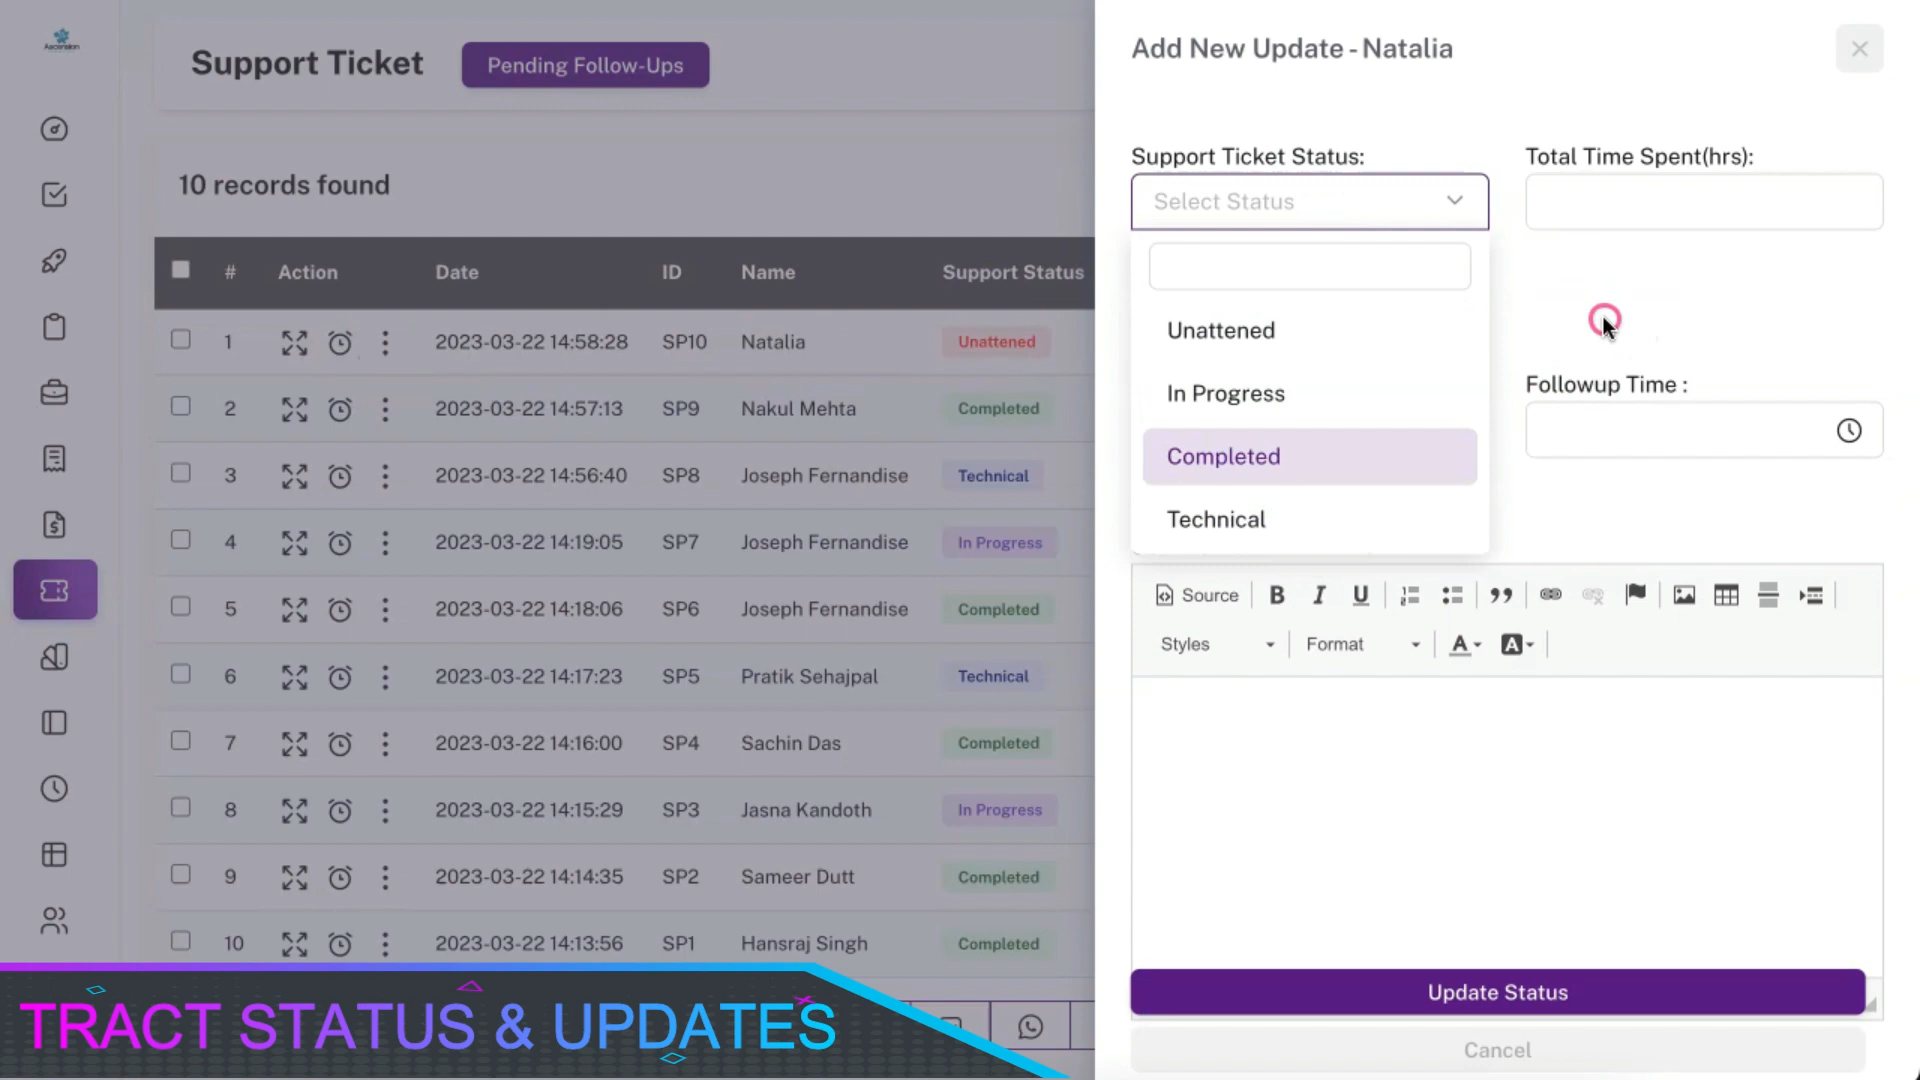 Ascension
Support Ticket
Pending Follow-Ups
10 records found
# Action Date ID Name Support Status
1 2023-03-22 14:58:28 SP10 Natalia Unattened
2 2023-03-22 14:57:13 SP9 Nakul Mehta Completed
3 2023-03-22 14:56:40 SP8 Joseph Fernandise Technical
4 2023-03-22 14:19:05 SP7 Joseph Fernandise In Progress
5 2023-03-22 14:18:06 SP6 Joseph Fernandise Completed
6 2023-03-22 14:17:23 SP5 Pratik Sehajpal Technical
7 2023-03-22 14:16:00 SP4 Sachin Das Completed
8 2023-03-22 14:15:29 SP3 Jasna Kandoth In Progress
9 2023-03-22 14:14:35 SP2 Sameer Dutt Completed
10 2023-03-22 14:13:56 SP1 Hansraj Singh Completed
TRACT STATUS & UPDATES
Add New Update - Natalia
Support Ticket Status:
Select Status
Unattened
In Progress
Completed
Technical
Total Time Spent(hrs):
Followup Time :
Source
Styles Format
Update Status
Cancel